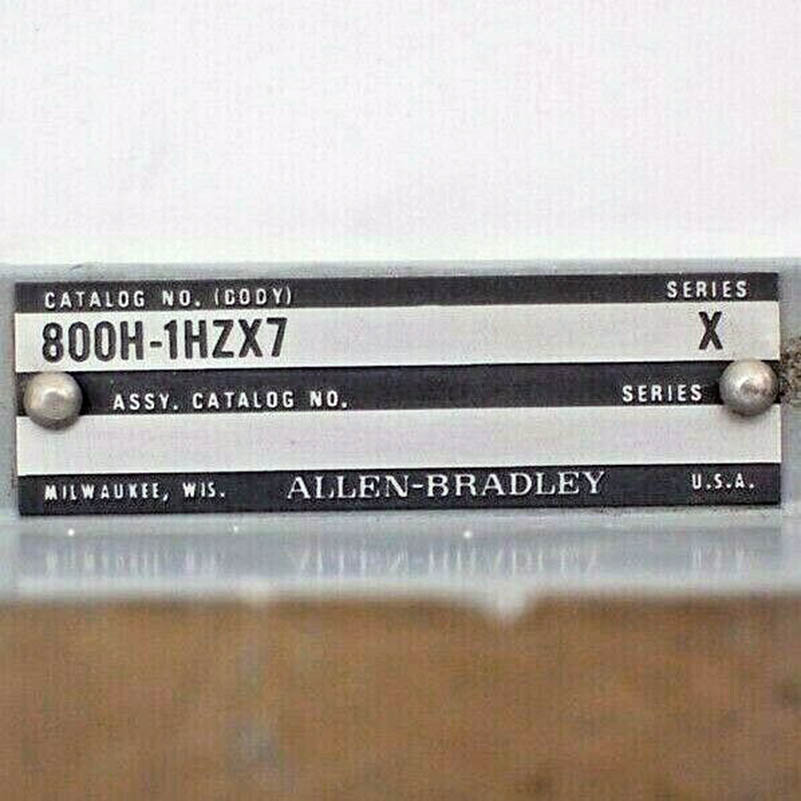 CATALOG NO. (BODY) SERIES
800H-1HZX7 X
ASSY. CATALOG NO. SERIES
MILWAUKEE, WIS. ALLEN-BRADLEY U.S.A.